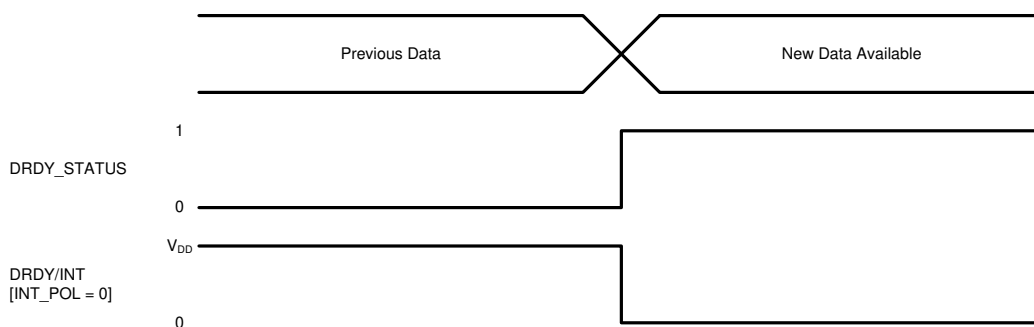 Previous Data
New Data Available
1
DRDY_STATUS
0
VDD
DRDY/INT
[INT_POL = 0]
0